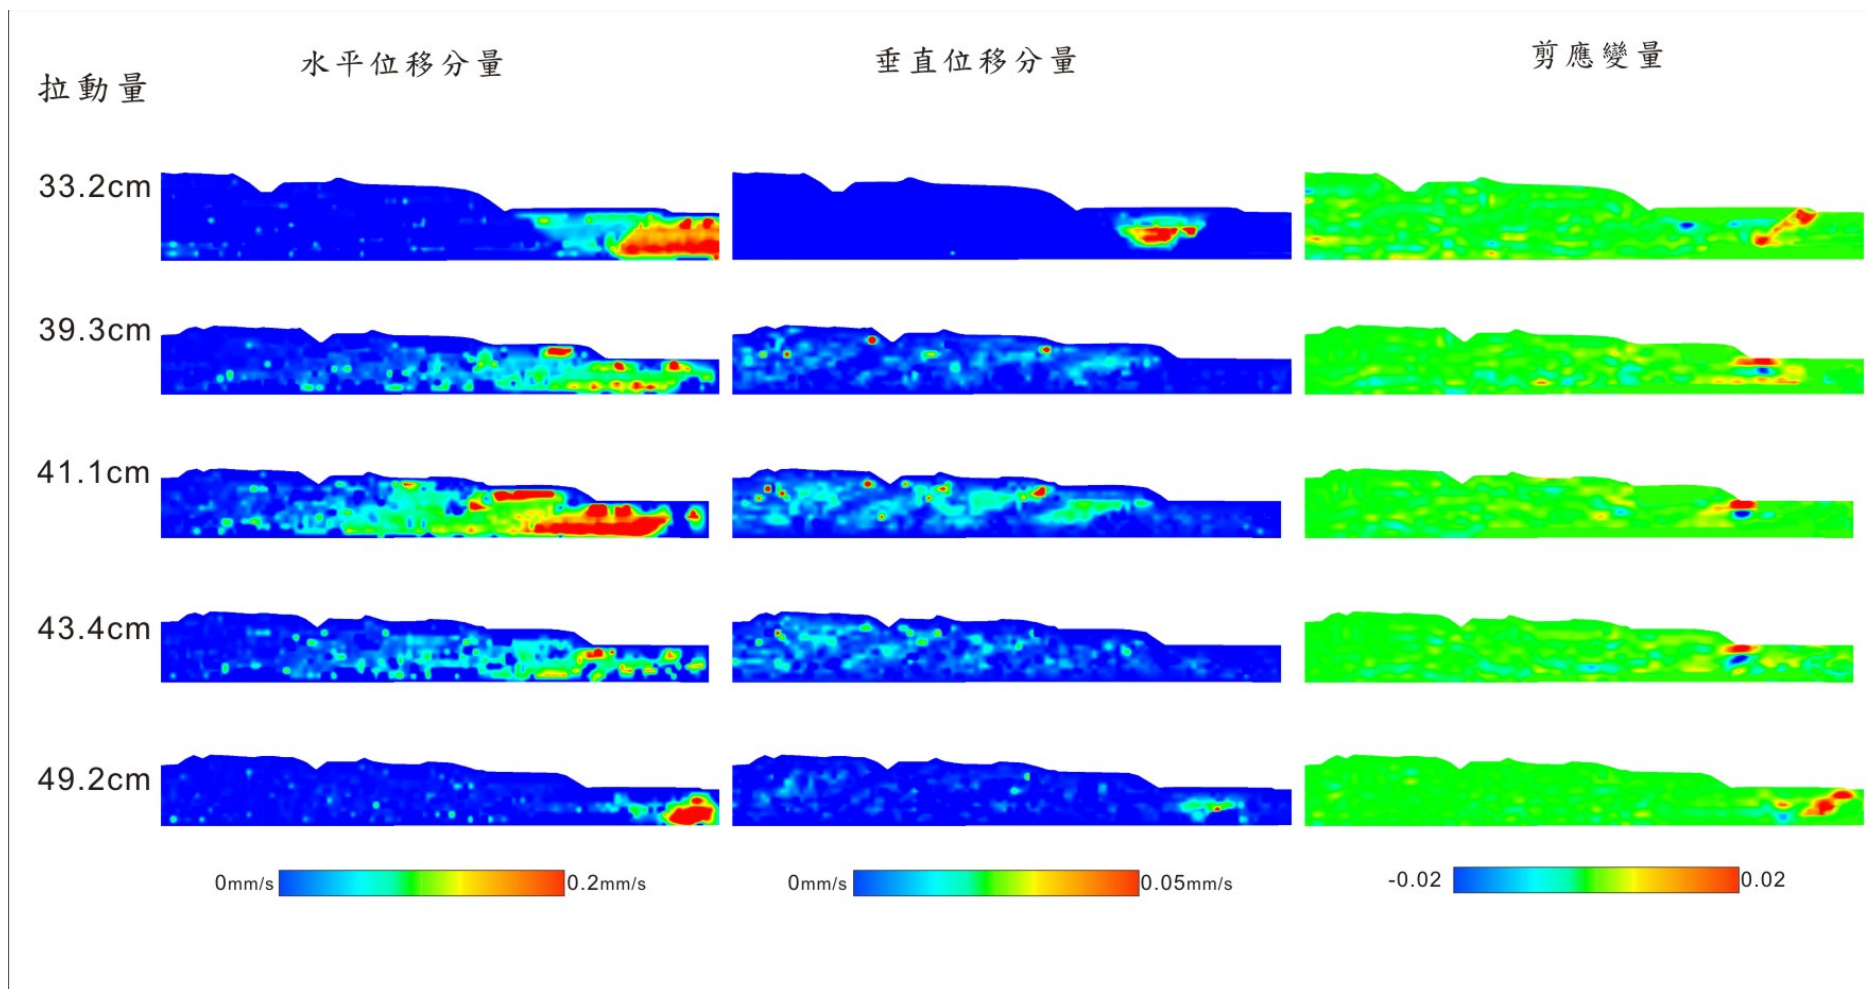 水平位移分量 垂直位移分量 剪應變量
拉動量
33.2cm
39.3cm
41.1cm
43.4cm
49.2cm
0mm/s 0.2mm/s 0mm/s 0.05mm/s -0.02 0.02